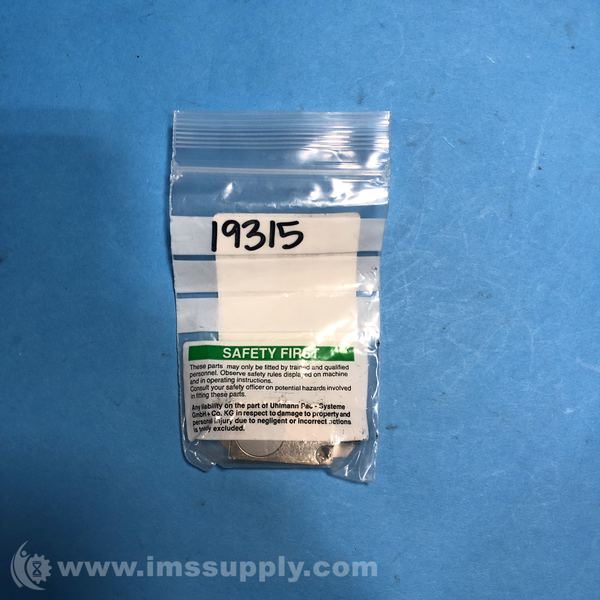 19315
SAFETY FIRST
These parts may only be fitted by trained and qualified
personnel. Observe safety rules displayed on machine
and in operating instructions.
Consult your safety officer on potential hazards involved
in fitting these parts.
Any liability on the part of Uhlmann Pac - Systeme
GmbH + Co. KG in respect to damage to property and
personal injury due to negligent or incorrect actions
is hereby excluded.
www.imssupply.com